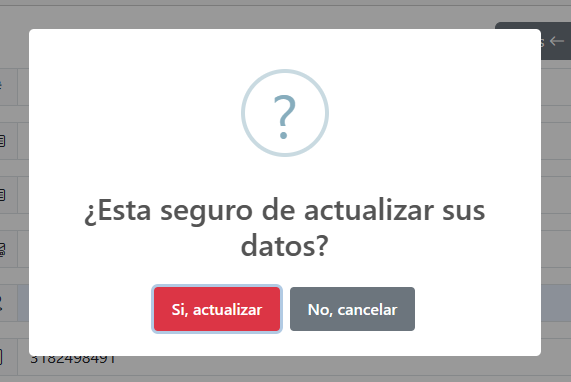 s ←
?
¿Esta seguro de actualizar sus
datos?
Si, actualizar
No, cancelar
3182498491